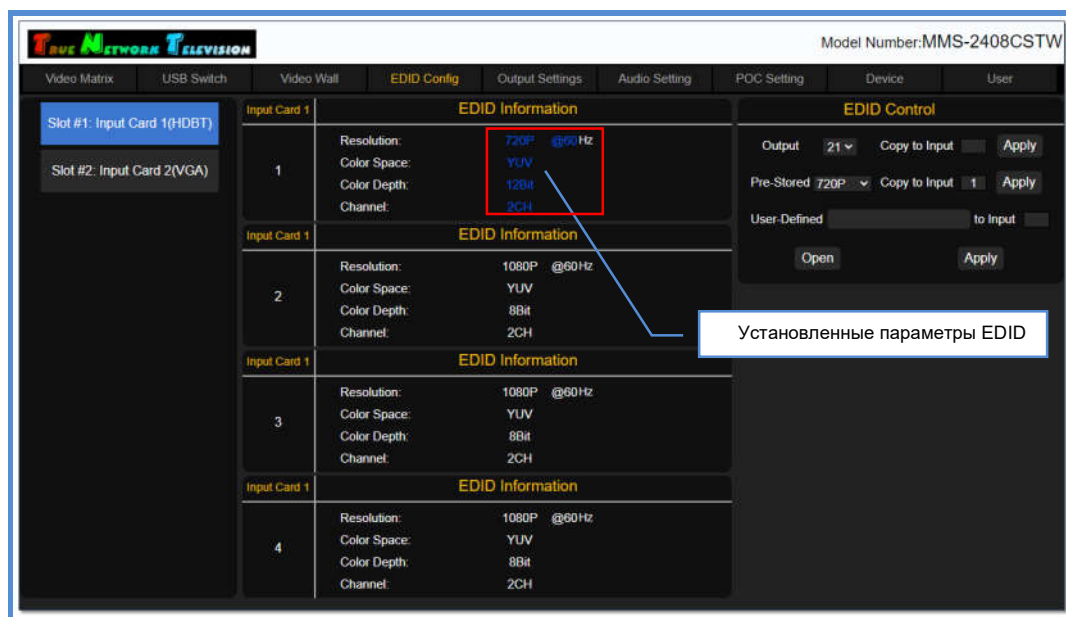 TRUE NETWORK TELEVISION
Model Number:MMS-2408CSTW
Video Matrix USB Switch Video Wall EDID Config Output Settings Audio Setting POC Setting Device User
Slot #1: Input Card 1(HDBT)
Slot #2: Input Card 2(VGA)
Input Card 1 EDID Information
1
Resolution: 720P @60Hz
Color Space: YUV
Color Depth: 12Bit
Channel: 2CH
Input Card 1 EDID Information
2
Resolution: 1080P @60Hz
Color Space: YUV
Color Depth: 8Bit
Channel: 2CH
Input Card 1 EDID Information
3
Resolution: 1080P @60Hz
Color Space: YUV
Color Depth: 8Bit
Channel: 2CH
Input Card 1 EDID Information
4
Resolution: 1080P @60Hz
Color Space: YUV
Color Depth: 8Bit
Channel: 2CH
EDID Control
Output 21 Copy to Input Apply
Pre-Stored 720P Copy to Input 1 Apply
User-Defined to Input
Open Apply
Установленные параметры EDID